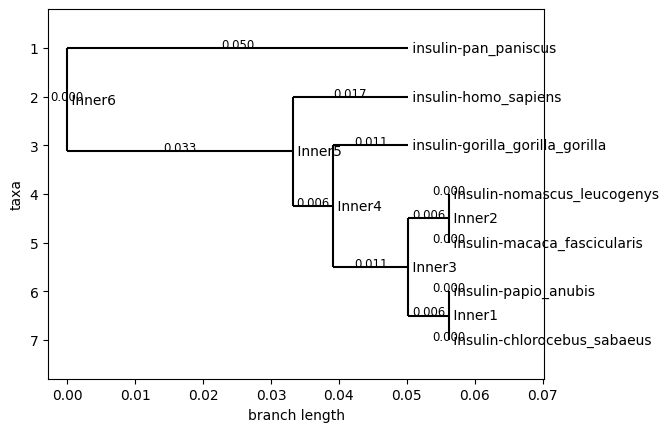 1
0.050
insulin-pan_paniscus
2
0.000
Inner6
0.017
insulin-homo_sapiens
3
0.033
Inner5
0.011
insulin-gorilla_gorilla_gorilla
taxa
4
0.006
Inner4
0.000
insulin-nomascus_leucogenys
0.006
Inner2
5
0.000
insulin-macaca_fascicularis
0.011
Inner3
6
0.000
insulin-papio_anubis
0.006
Inner1
7
0.000
insulin-chlorocebus_sabaeus
0.00 0.01 0.02 0.03 0.04 0.05 0.06 0.07
branch length